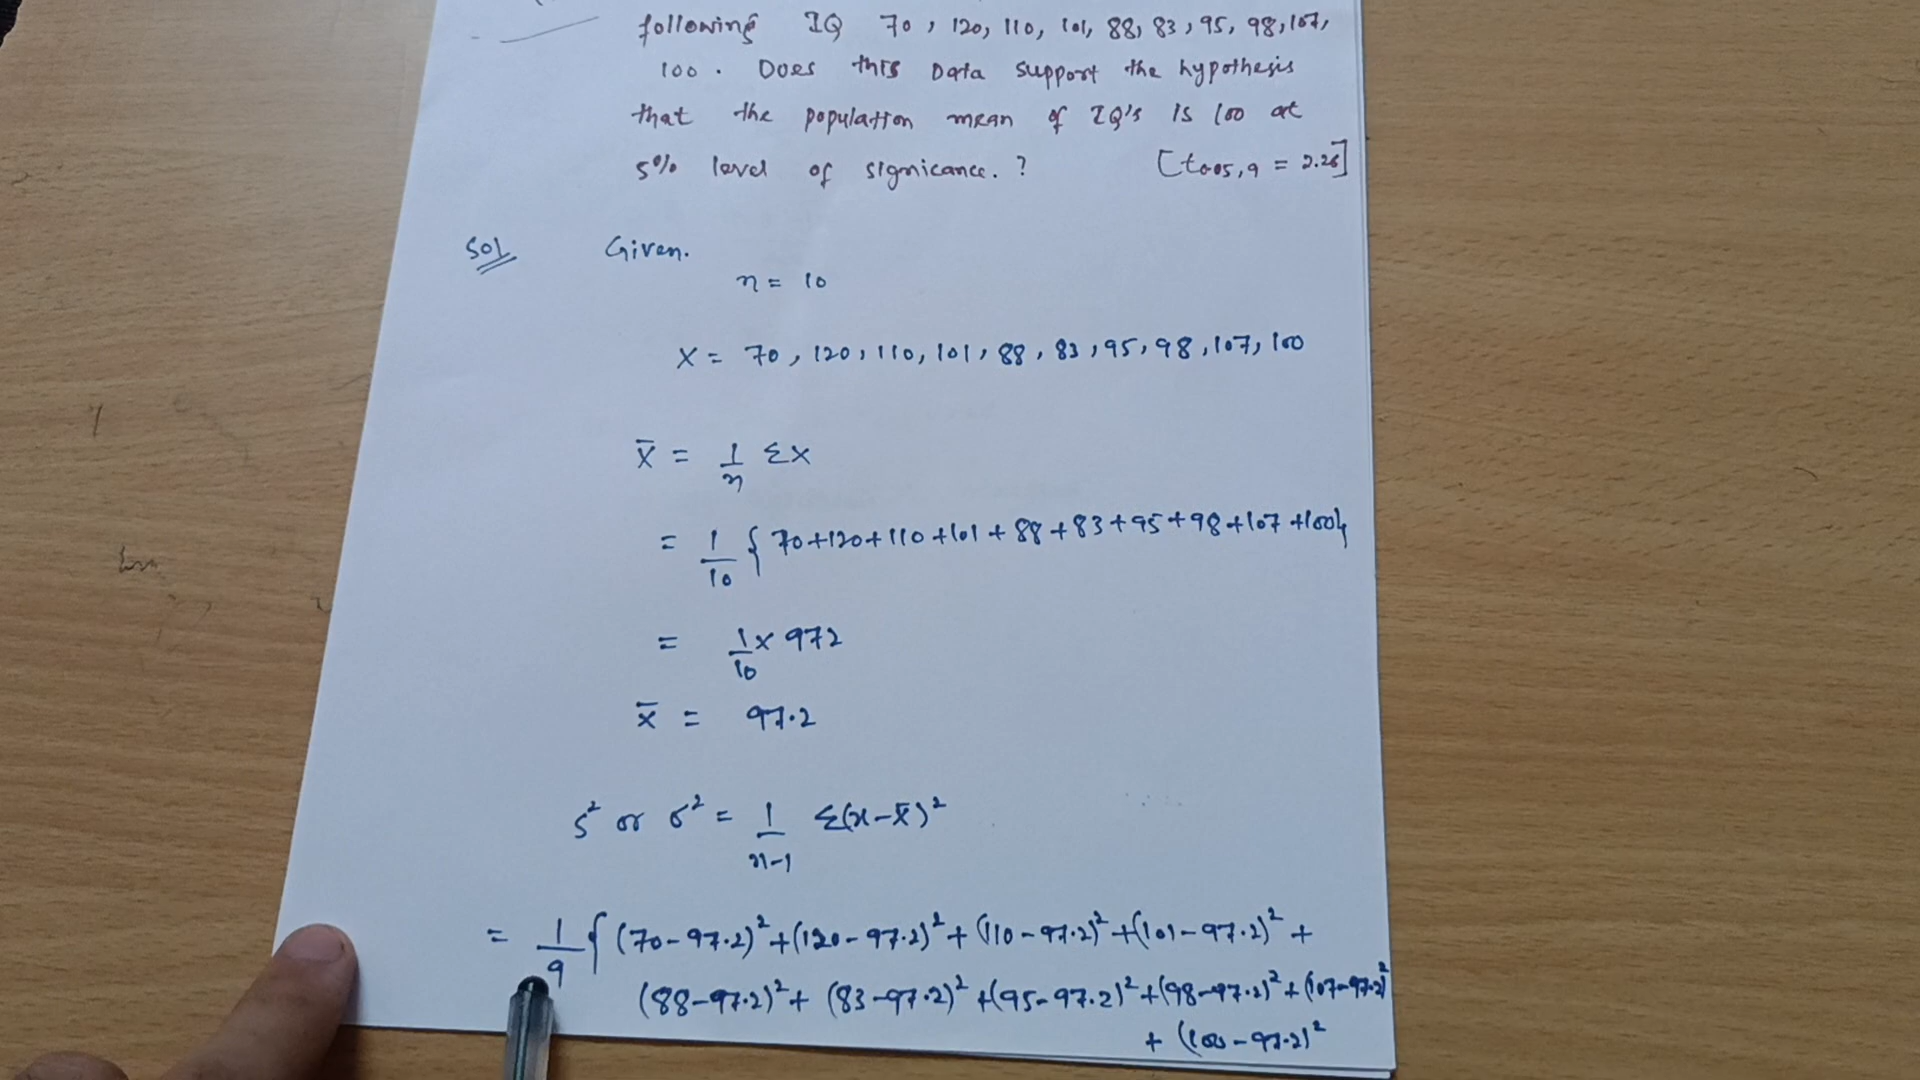 following IQ 70, 120, 110, 101, 88, 83, 95, 98, 107,
100. Does this Data support the hypothesis
that the population mean of IQ's is 100 at
5% level of signicance.? [t0.05,9 = 2.26]
Sol Given.
n = 10
X = 70, 120, 110, 101, 88, 83, 95, 98, 107, 100
x̄ = 1/n Σx
= 1/10 {70+120+110+101+88+83+95+98+107+100}
= 1/10 x 972
x̄ = 97.2
s² or σ² = 1/n-1 Σ(x-x̄)²
= 1/9 {(70-97.2)²+(120-97.2)²+(110-97.2)²+(101-97.2)²+
(88-97.2)²+(83-97.2)²+(95-97.2)²+(98-97.2)²+(107-97.2)²
+(100-97.2)²